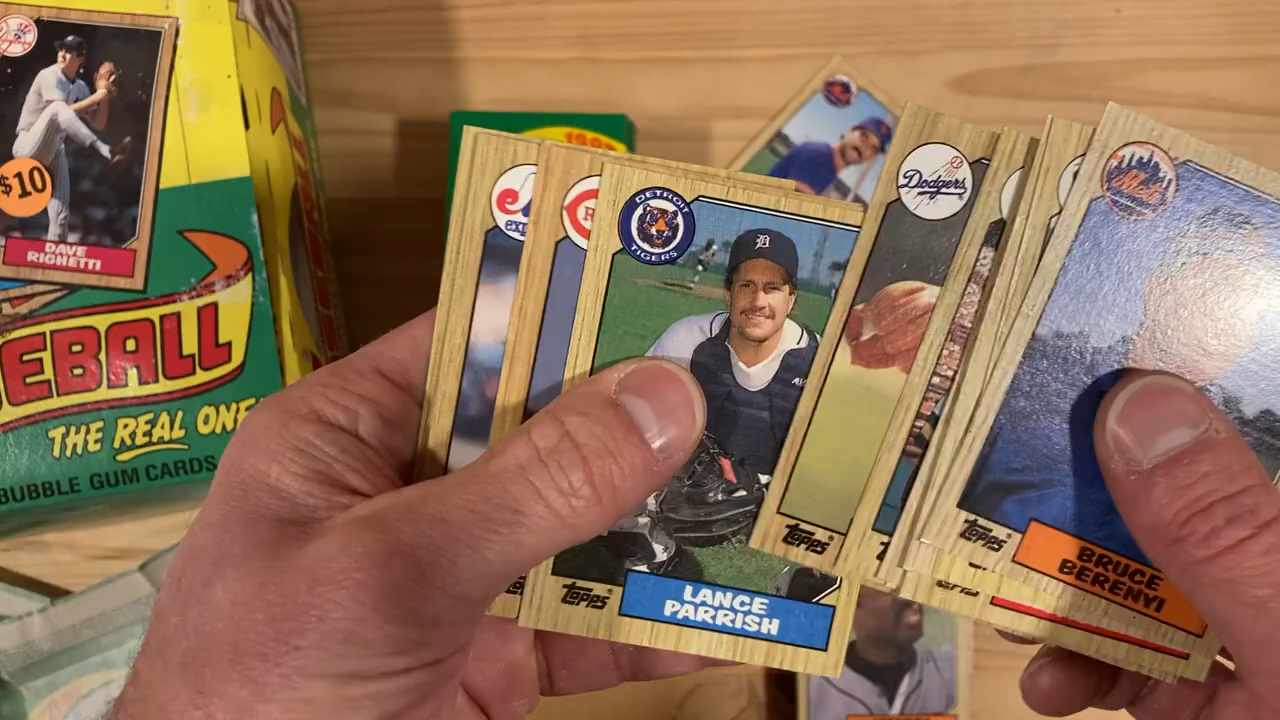 $10
DAVE
RIGHETTI
EBALL
THE REAL ONE
BUBBLE GUM CARDS
DETROIT
TIGERS
topps
LANCE
PARRISH
Dodgers
topps
Mets
topps
BRUCE
BERENYI